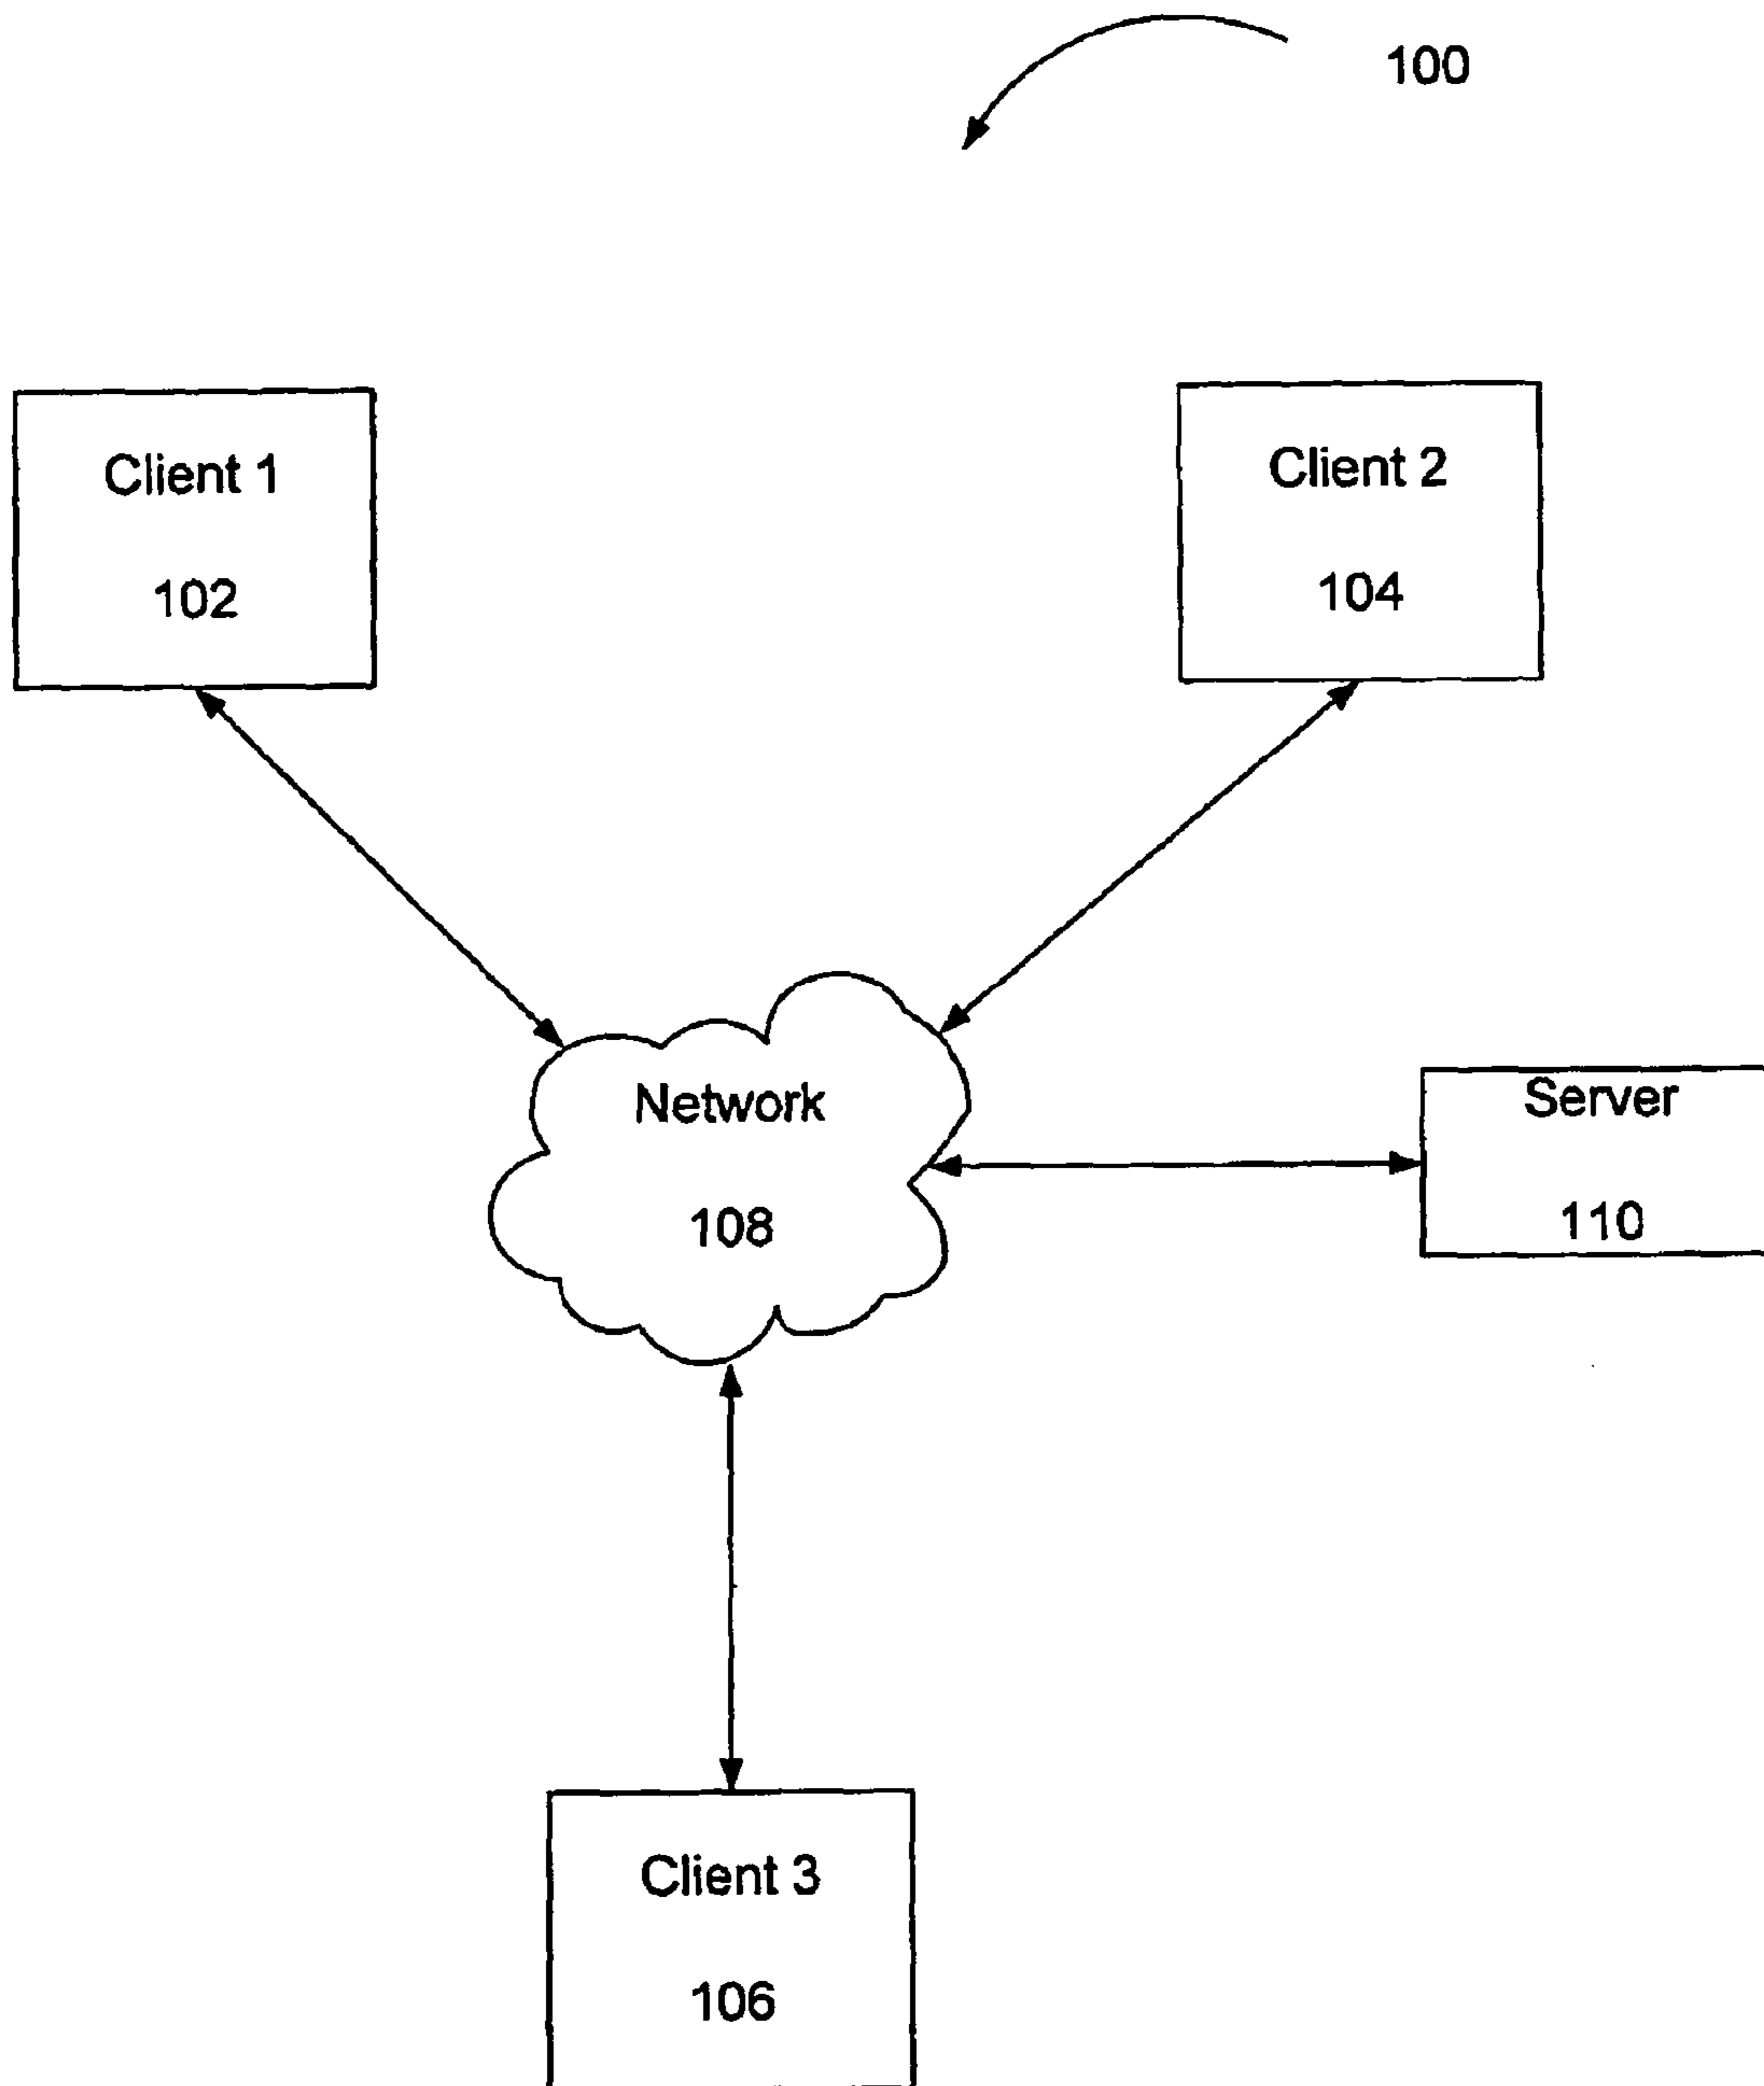 100
Client 1
102
Client 2
104
Network
108
Server
110
Client 3
106